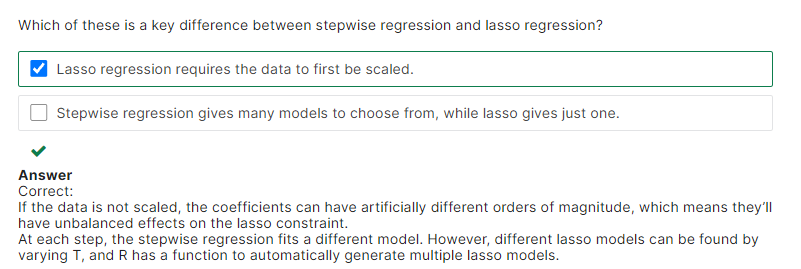 Which of these is a key difference between stepwise regression and lasso regression?
Lasso regression requires the data to first be scaled.
Stepwise regression gives many models to choose from, while lasso gives just one.
Answer
Correct:
If the data is not scaled, the coefficients can have artificially different orders of magnitude, which means they'll
have unbalanced effects on the lasso constraint.
At each step, the stepwise regression fits a different model. However, different lasso models can be found by
varying T, and R has a function to automatically generate multiple lasso models.